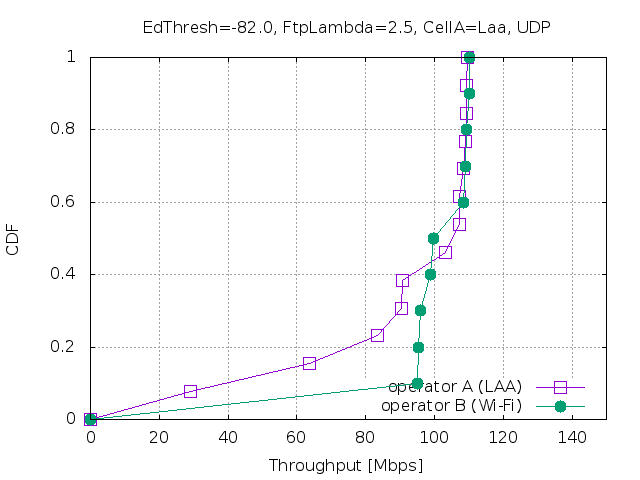 EdThresh=-82.0, FtpLambda=2.5, CellA=Laa, UDP
1
0.8
0.6
0.4
0.2
0
CDF
operator A (LAA)
operator B (Wi-Fi)
0 20 40 60 80 100 120 140
Throughput [Mbps]